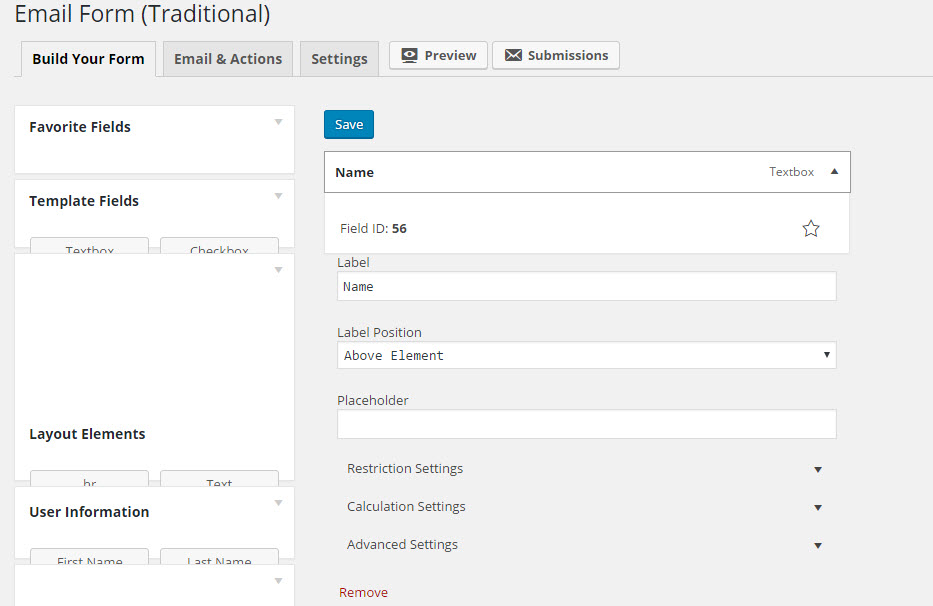 Email Form (Traditional)
Build Your Form
Email & Actions
Settings
Preview
Submissions
Favorite Fields
Template Fields
Textbox
Checkbox
Layout Elements
hr
Text
User Information
First Name
Last Name
Save
Name
Textbox
Field ID: 56
Label
Name
Label Position
Above Element
Placeholder
Restriction Settings
Calculation Settings
Advanced Settings
Remove